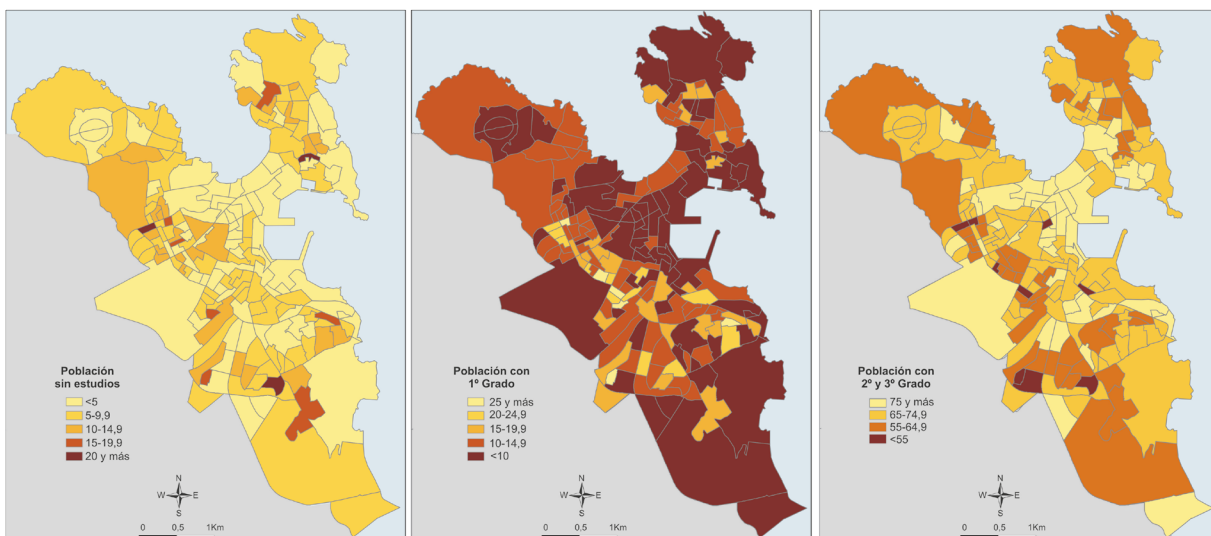 Población
sin estudios
<5
5-9,9
10-14,9
15-19,9
20 y más
N
W E
S
0 0,5 1Km
Población con
1º Grado
25 y más
20-24,9
15-19,9
10-14,9
<10
N
W E
S
0 0,5 1Km
Población con
2º y 3º Grado
75 y más
65-74,9
55-64,9
<55
N
W E
S
0 0,5 1Km